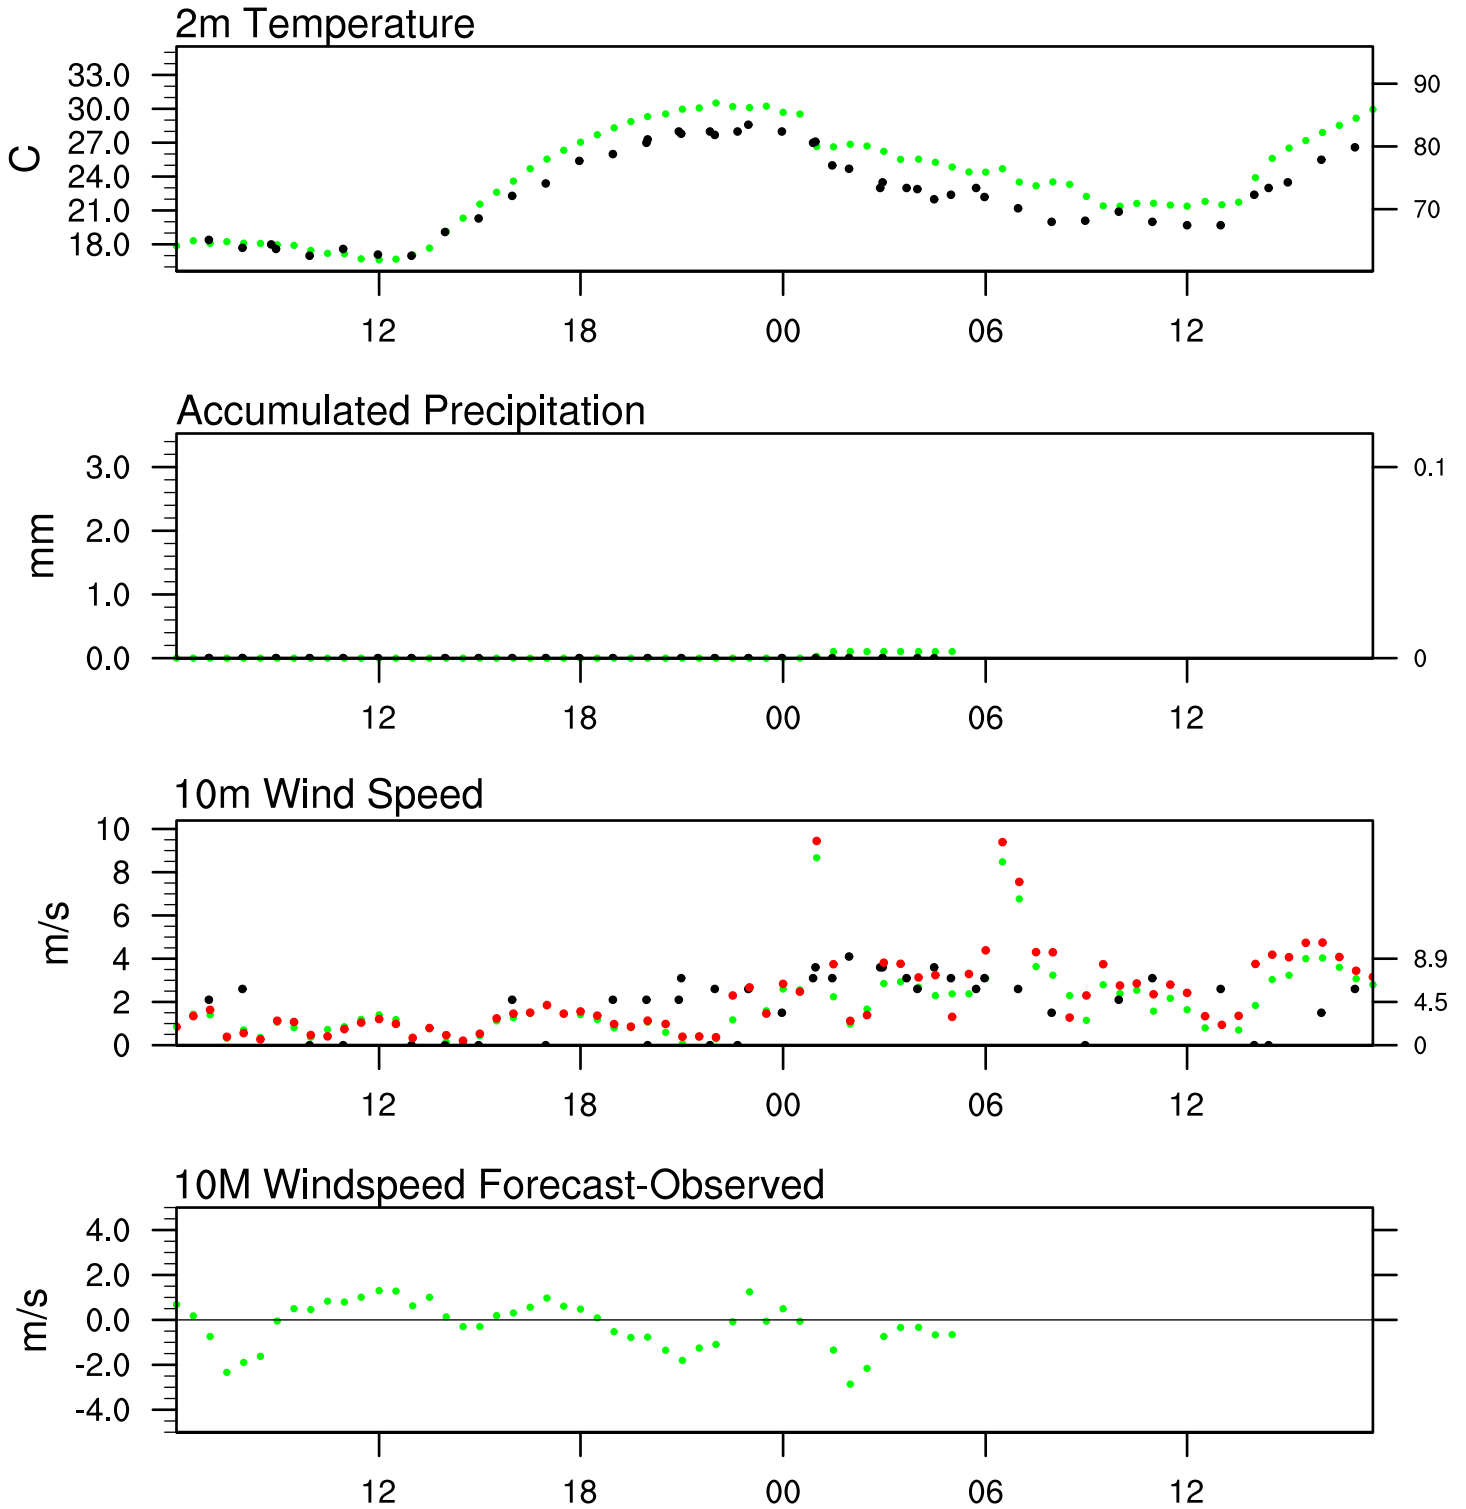 2m Temperature
33.0
30.0
27.0
24.0
21.0
18.0
C
90
80
70
12 18 00 06 12
Accumulated Precipitation
3.0
2.0
1.0
0.0
mm
0.1
0
12 18 00 06 12
10m Wind Speed
10
8
6
4
2
0
m/s
8.9
4.5
0
12 18 00 06 12
10M Windspeed Forecast-Observed
4.0
2.0
0.0
-2.0
-4.0
m/s
12 18 00 06 12